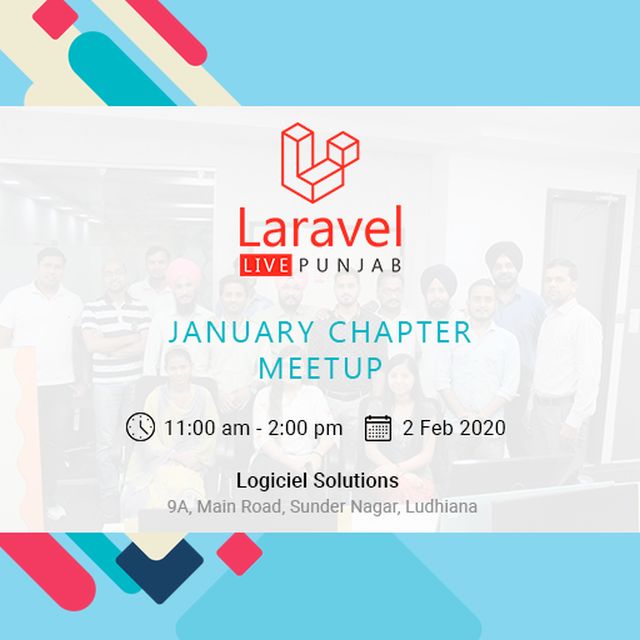 Laravel
LIVE PUNJAB
JANUARY CHAPTER
MEETUP
11:00 am - 2:00 pm 2 Feb 2020
Logiciel Solutions
9A, Main Road, Sunder Nagar, Ludhiana